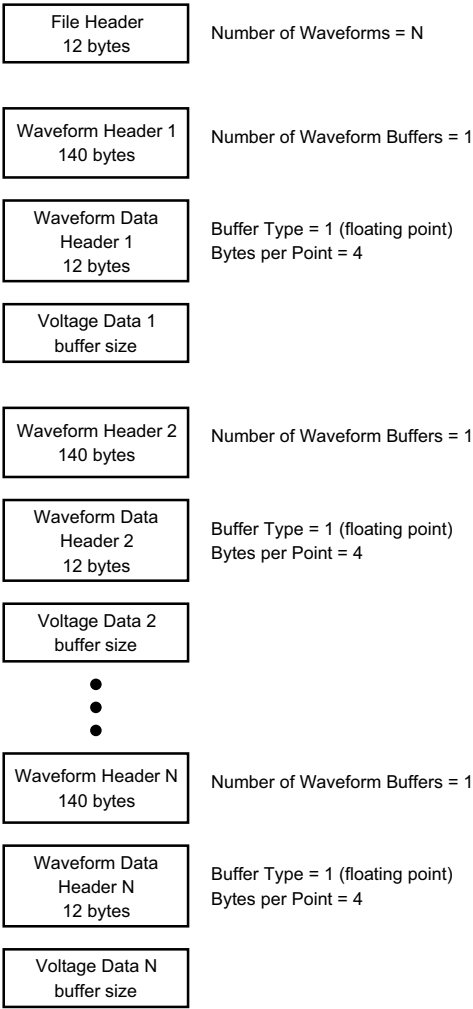 File Header
12 bytes
Number of Waveforms = N
Waveform Header 1
140 bytes
Number of Waveform Buffers = 1
Waveform Data
Header 1
12 bytes
Buffer Type = 1 (floating point)
Bytes per Point = 4
Voltage Data 1
buffer size
Waveform Header 2
140 bytes
Number of Waveform Buffers = 1
Waveform Data
Header 2
12 bytes
Buffer Type = 1 (floating point)
Bytes per Point = 4
Voltage Data 2
buffer size
Waveform Header N
140 bytes
Number of Waveform Buffers = 1
Waveform Data
Header N
12 bytes
Buffer Type = 1 (floating point)
Bytes per Point = 4
Voltage Data N
buffer size